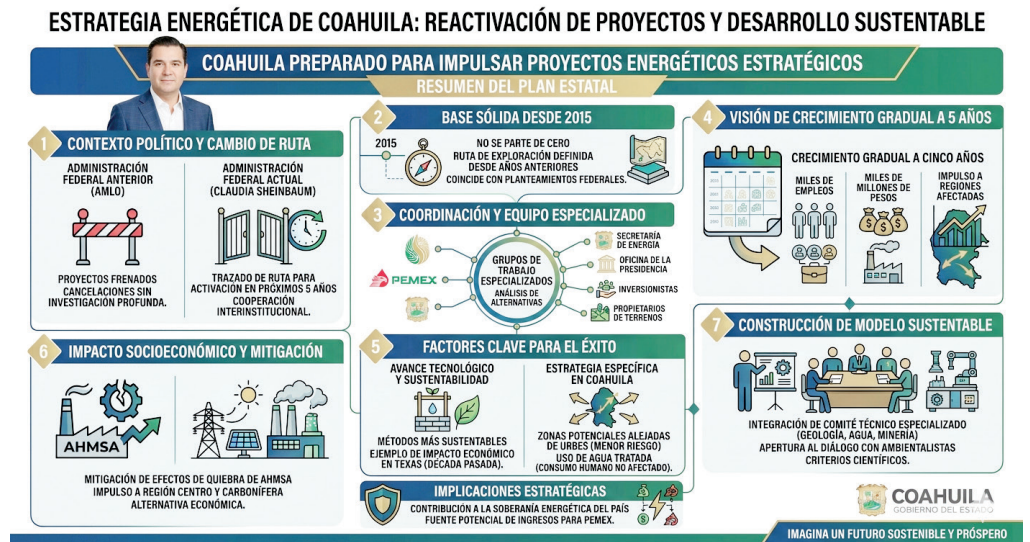 ESTRATEGIA ENERGÉTICA DE COAHUILA: REACTIVACIÓN DE PROYECTOS Y DESARROLLO SUSTENTABLE
COAHUILA PREPARADO PARA IMPULSAR PROYECTOS ENERGÉTICOS ESTRATÉGICOS
RESUMEN DEL PLAN ESTATAL
1 CONTEXTO POLÍTICO Y CAMBIO DE RUTA
ADMINISTRACIÓN
FEDERAL ANTERIOR
(AMLO)
PROYECTOS FRENADOS
CANCELACIONES SIN
INVESTIGACIÓN PROFUNDA.
ADMINISTRACIÓN
FEDERAL ACTUAL
(CLAUDIA SHEINBAUM)
TRAZADO DE RUTA PARA
ACTIVACIÓN EN PRÓXIMOS 5 AÑOS
COOPERACIÓN
INTERINSTITUCIONAL.
2 BASE SÓLIDA DESDE 2015
2015
NO SE PARTE DE CERO
RUTA DE EXPLORACIÓN DEFINIDA
DESDE AÑOS ANTERIORES
COINCIDE CON PLANTEAMIENTOS FEDERALES.
3 COORDINACIÓN Y EQUIPO ESPECIALIZADO
PEMEX
GRUPOS DE
TRABAJO
ESPECIALIZADOS
ANÁLISIS DE
ALTERNATIVAS
SECRETARÍA
DE ENERGÍA
OFICINA DE LA
PRESIDENCIA
INVERSIONISTAS
PROPIETARIOS
DE TERRENOS
4 VISIÓN DE CRECIMIENTO GRADUAL A 5 AÑOS
CRECIMIENTO GRADUAL A CINCO AÑOS
MILES DE
EMPLEOS
MILES DE
MILLONES DE
PESOS
IMPULSO A
REGIONES
AFECTADAS
5 FACTORES CLAVE PARA EL ÉXITO
AVANCE TECNOLÓGICO
Y SUSTENTABILIDAD
MÉTODOS MÁS SUSTENTABLES
EJEMPLO DE IMPACTO ECONÓMICO
EN TEXAS (DÉCADA PASADA).
ESTRATEGIA ESPECÍFICA
EN COAHUILA
ZONAS POTENCIALES ALEJADAS
DE URBES (MENOR RIESGO)
USO DE AGUA TRATADA
(CONSUMO HUMANO NO AFECTADO).
6 IMPACTO SOCIOECONÓMICO Y MITIGACIÓN
AHMSA
MITIGACIÓN DE EFECTOS DE QUIEBRA DE AHMSA
IMPULSO A REGIÓN CENTRO Y CARBONÍFERA
ALTERNATIVA ECONÓMICA.
7 CONSTRUCCIÓN DE MODELO SUSTENTABLE
INTEGRACIÓN DE COMITÉ TÉCNICO ESPECIALIZADO
(GEOLOGÍA, AGUA, MINERÍA)
APERTURA AL DIÁLOGO CON AMBIENTALISTAS
CRITERIOS CIENTÍFICOS.
IMPLICACIONES ESTRATÉGICAS
CONTRIBUCIÓN A LA SOBERANÍA ENERGÉTICA DEL PAÍS
FUENTE POTENCIAL DE INGRESOS PARA PEMEX.
COAHUILA
GOBIERNO DEL ESTADO
IMAGINA UN FUTURO SOSTENIBLE Y PRÓSPERO